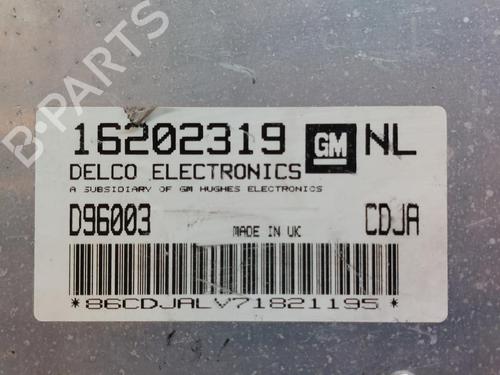 B-PARTS
16202319 GM NL
DELCO ELECTRONICS
A SUBSIDIARY OF GM HUGHES ELECTRONICS
D96003 MADE IN UK CDJA
*86CDJALV71821195*